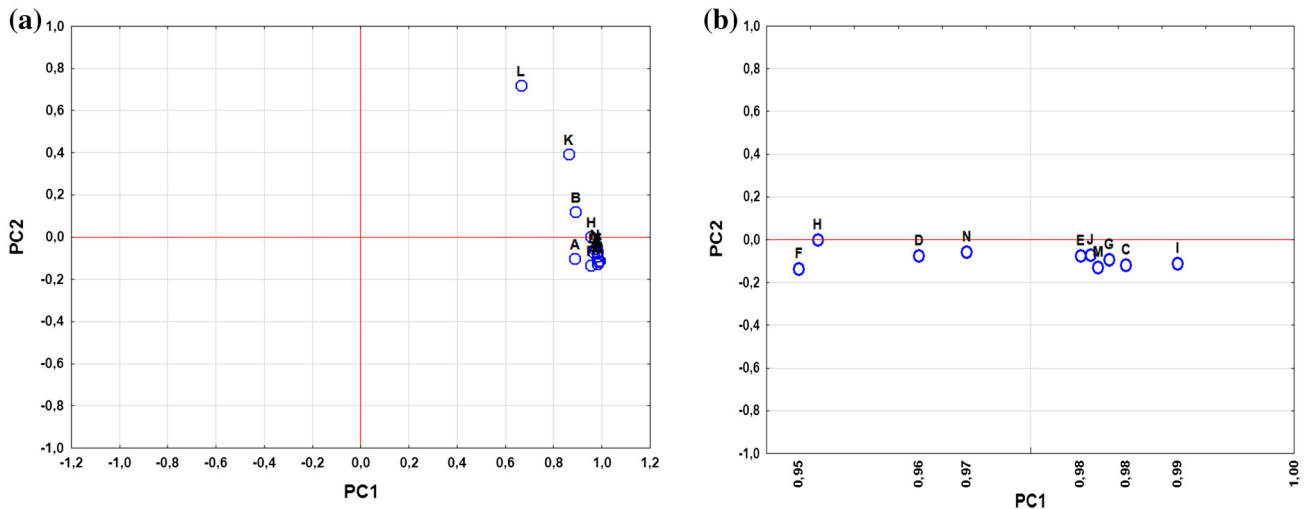 (a)
1,0
0,8
0,6
0,4
0,2
0,0
-0,2
-0,4
-0,6
-0,8
-1,0
PC2
L
K
B
H
A
-1,2 -1,0 -0,8 -0,6 -0,4 -0,2 0,0 0,2 0,4 0,6 0,8 1,0 1,2
PC1
(b)
1,0
0,8
0,6
0,4
0,2
0,0
-0,2
-0,4
-0,6
-0,8
-1,0
PC2
F H D N E J M G C I
0,95 0,96 0,97 0,98 0,98 0,99 1,00
PC1